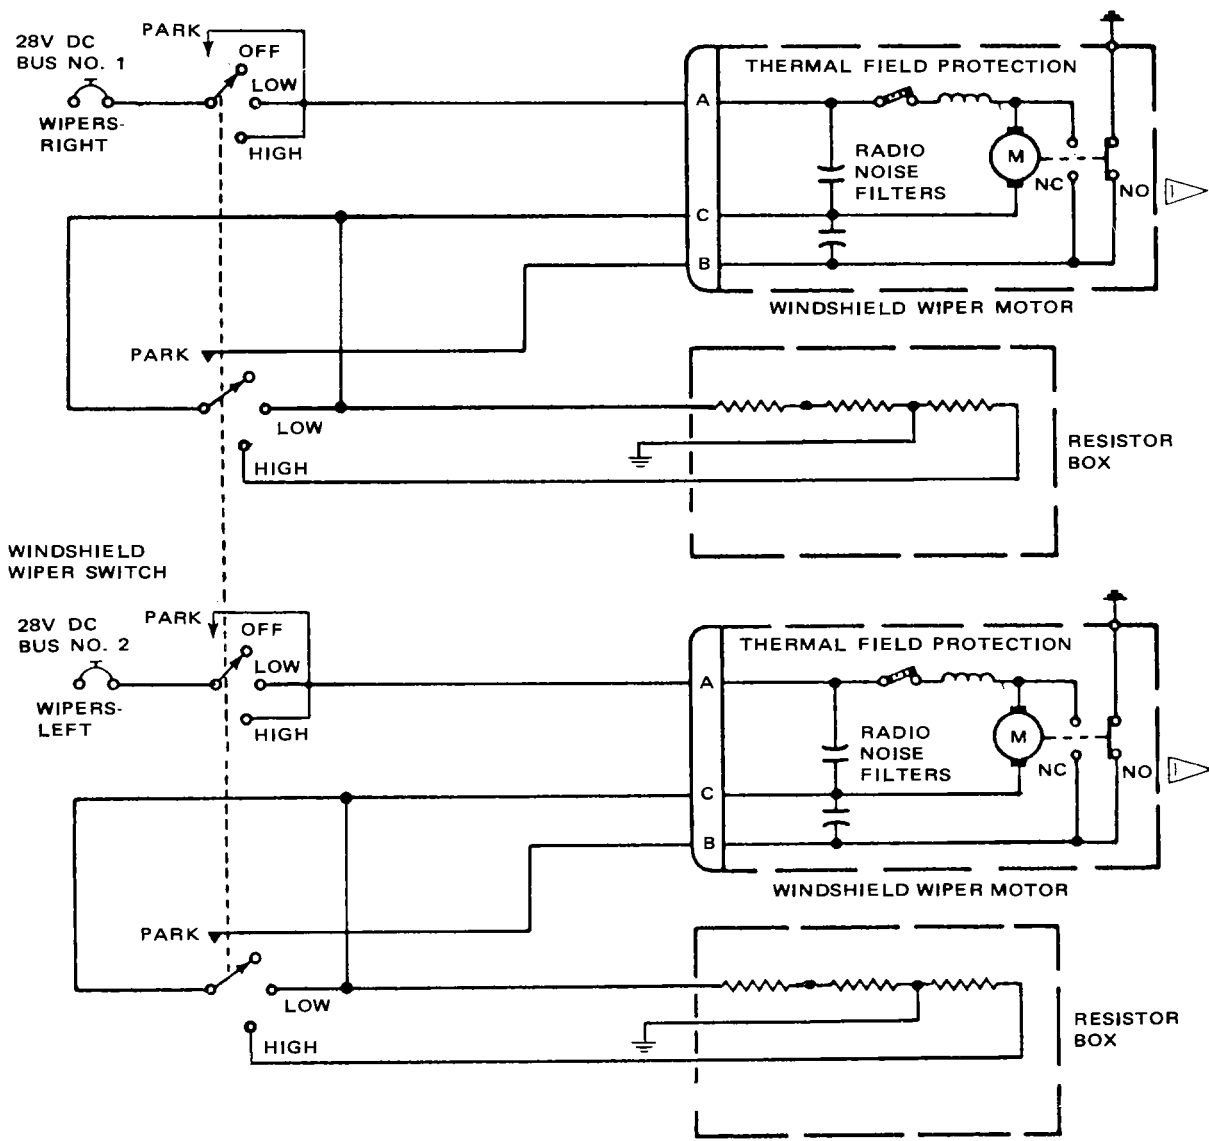 PARK
28V DC
BUS NO. 1
OFF
LOW
WIPERS-
RIGHT
HIGH
THERMAL FIELD PROTECTION
A
RADIO
NOISE
FILTERS
M
NC
NO
1
C
B
WINDSHIELD WIPER MOTOR
PARK
LOW
HIGH
RESISTOR
BOX
WINDSHIELD
WIPER SWITCH
PARK
28V DC
BUS NO. 2
OFF
LOW
WIPERS-
LEFT
HIGH
THERMAL FIELD PROTECTION
A
RADIO
NOISE
FILTERS
M
NC
NO
1
C
B
WINDSHIELD WIPER MOTOR
PARK
LOW
HIGH
RESISTOR
BOX